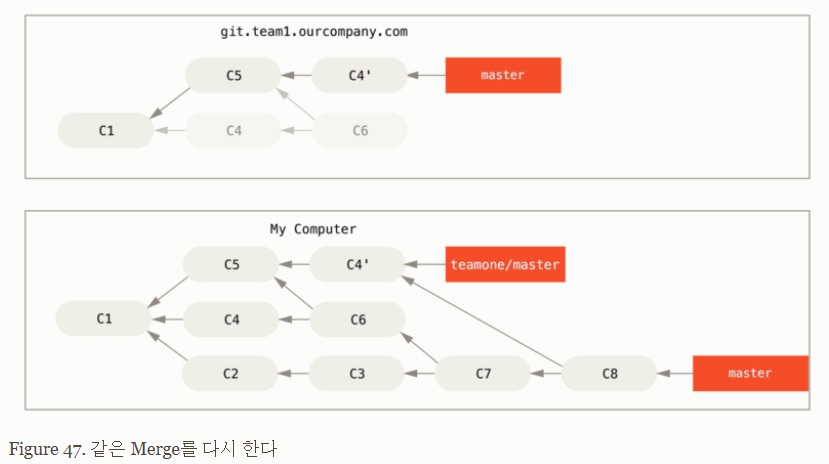 git.team1.ourcompany.com
C5 C4' master
C1 C4 C6
My Computer
C5 C4' teamone/master
C1 C4 C6
C2 C3 C7 C8 master
Figure 47. 같은 Merge를 다시 한다